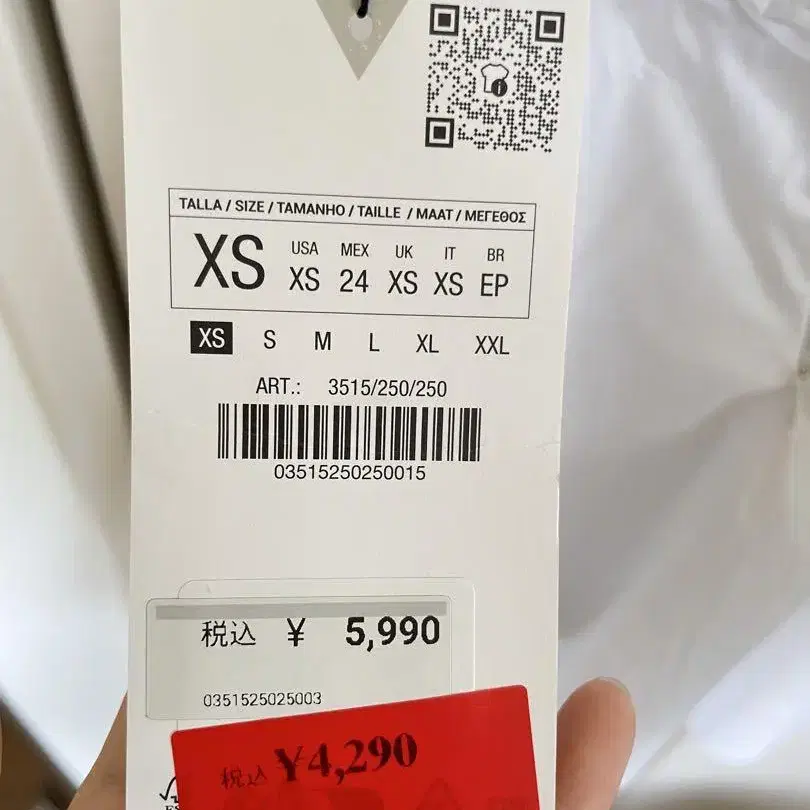 TALLA / SIZE / TAMANHO / TAILLE / MAAT / ΜΕΓΕΘΟΣ
XS USA XS MEX 24 UK XS IT XS BR EP
XS S M L XL XXL
ART.: 3515/250/250
03515250250015
税込 ¥ 5,990
0351525025003
税込 ¥4,290